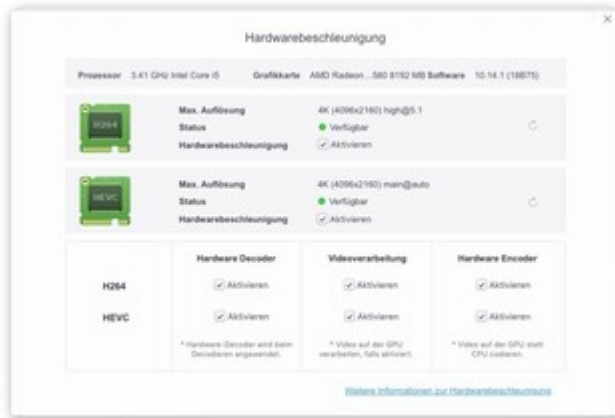 Hardwarebeschleunigung
Prozessor 3.41 GHz Intel Core i5 Grafikkarte AMD Radeon...580 8192 MB Software 10.14.1 (18B75)
H264
Max. Auflösung 4K (4096x2160) high@5.1
Status Verfügbar
Hardwarebeschleunigung Aktivieren
HEVC
Max. Auflösung 4K (4096x2160) main@auto
Status Verfügbar
Hardwarebeschleunigung Aktivieren
Hardware Decoder Videoverarbeitung Hardware Encoder
H264 Aktivieren Aktivieren Aktivieren
HEVC Aktivieren Aktivieren Aktivieren
* Hardware-Decoder wird beim * Video auf der GPU * Video auf der GPU statt
Decodieren angewendet. verarbeiten, falls aktiviert. CPU codieren.
Weitere Informationen zur Hardwarebeschleunigung